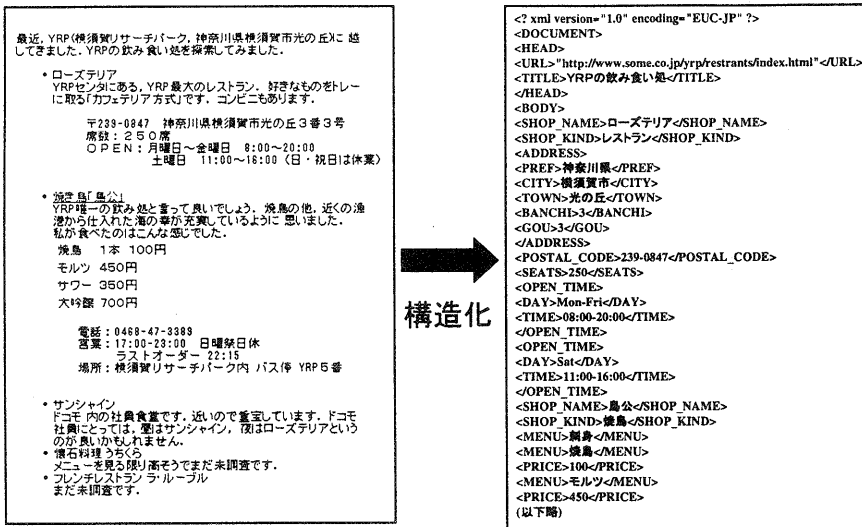 最近，YRP(横須賀リサーチパーク，神奈川県横須賀市光の丘)に 越
してきました．YRPの飲み食い処を探索してみました．
• ローズテリア
YRPセンタにある，YRP最大のレストラン．好きなものをトレー
に取る「カフェテリア方式」です．コンビニもあります．
〒239-0847 神奈川県横須賀市光の丘３番３号
席数：２５０席
ＯＰＥＮ：月曜日～金曜日 8:00～20:00
土曜日 11:00～16:00（日・祝日は休業）
• 焼き鳥「鳥公」
YRP唯一の飲み処と言って良いでしょう．焼鳥の他，近くの漁
港から仕入れた海の幸が充実しているように 思いました．
私が食べたのはこんな感じでした．
焼鳥 1本 100円
モルツ 450円
サワー 350円
大吟醸 700円
電話：0468-47-3389
営業：17:00-23:00 日曜祭日休
ラストオーダー 22:15
場所：横須賀リサーチパーク内 バス停 YRP５番
• サンシャイン
ドコモ 内の社員食堂です．近いので重宝しています．ドコモ
社員にとっては，昼はサンシャイン，夜はローズテリアという
のが良いかもしれません．
• 懐石料理 うちくら
メニューを見る限り高そうでまだ未調査です．
• フレンチレストラン ラ・ルーブル
まだ未調査です．
構造化
<? xml version="1.0" encoding="EUC-JP" ?>
<DOCUMENT>
<HEAD>
<URL>"http://www.some.co.jp/yrp/restrants/index.html"</URL>
<TITLE>YRPの飲み食い処</TITLE>
</HEAD>
<BODY>
<SHOP_NAME>ローズテリア</SHOP_NAME>
<SHOP_KIND>レストラン</SHOP_KIND>
<ADDRESS>
<PREF>神奈川県</PREF>
<CITY>横須賀市</CITY>
<TOWN>光の丘</TOWN>
<BANCHI>3</BANCHI>
<GOU>3</GOU>
</ADDRESS>
<POSTAL_CODE>239-0847</POSTAL_CODE>
<SEATS>250</SEATS>
<OPEN_TIME>
<DAY>Mon-Fri</DAY>
<TIME>08:00-20:00</TIME>
</OPEN_TIME>
<OPEN_TIME>
<DAY>Sat</DAY>
<TIME>11:00-16:00</TIME>
</OPEN_TIME>
<SHOP_NAME>鳥公</SHOP_NAME>
<SHOP_KIND>焼鳥</SHOP_KIND>
<MENU>刺身</MENU>
<MENU>焼鳥</MENU>
<PRICE>100</PRICE>
<MENU>モルツ</MENU>
<PRICE>450</PRICE>
(以下略)